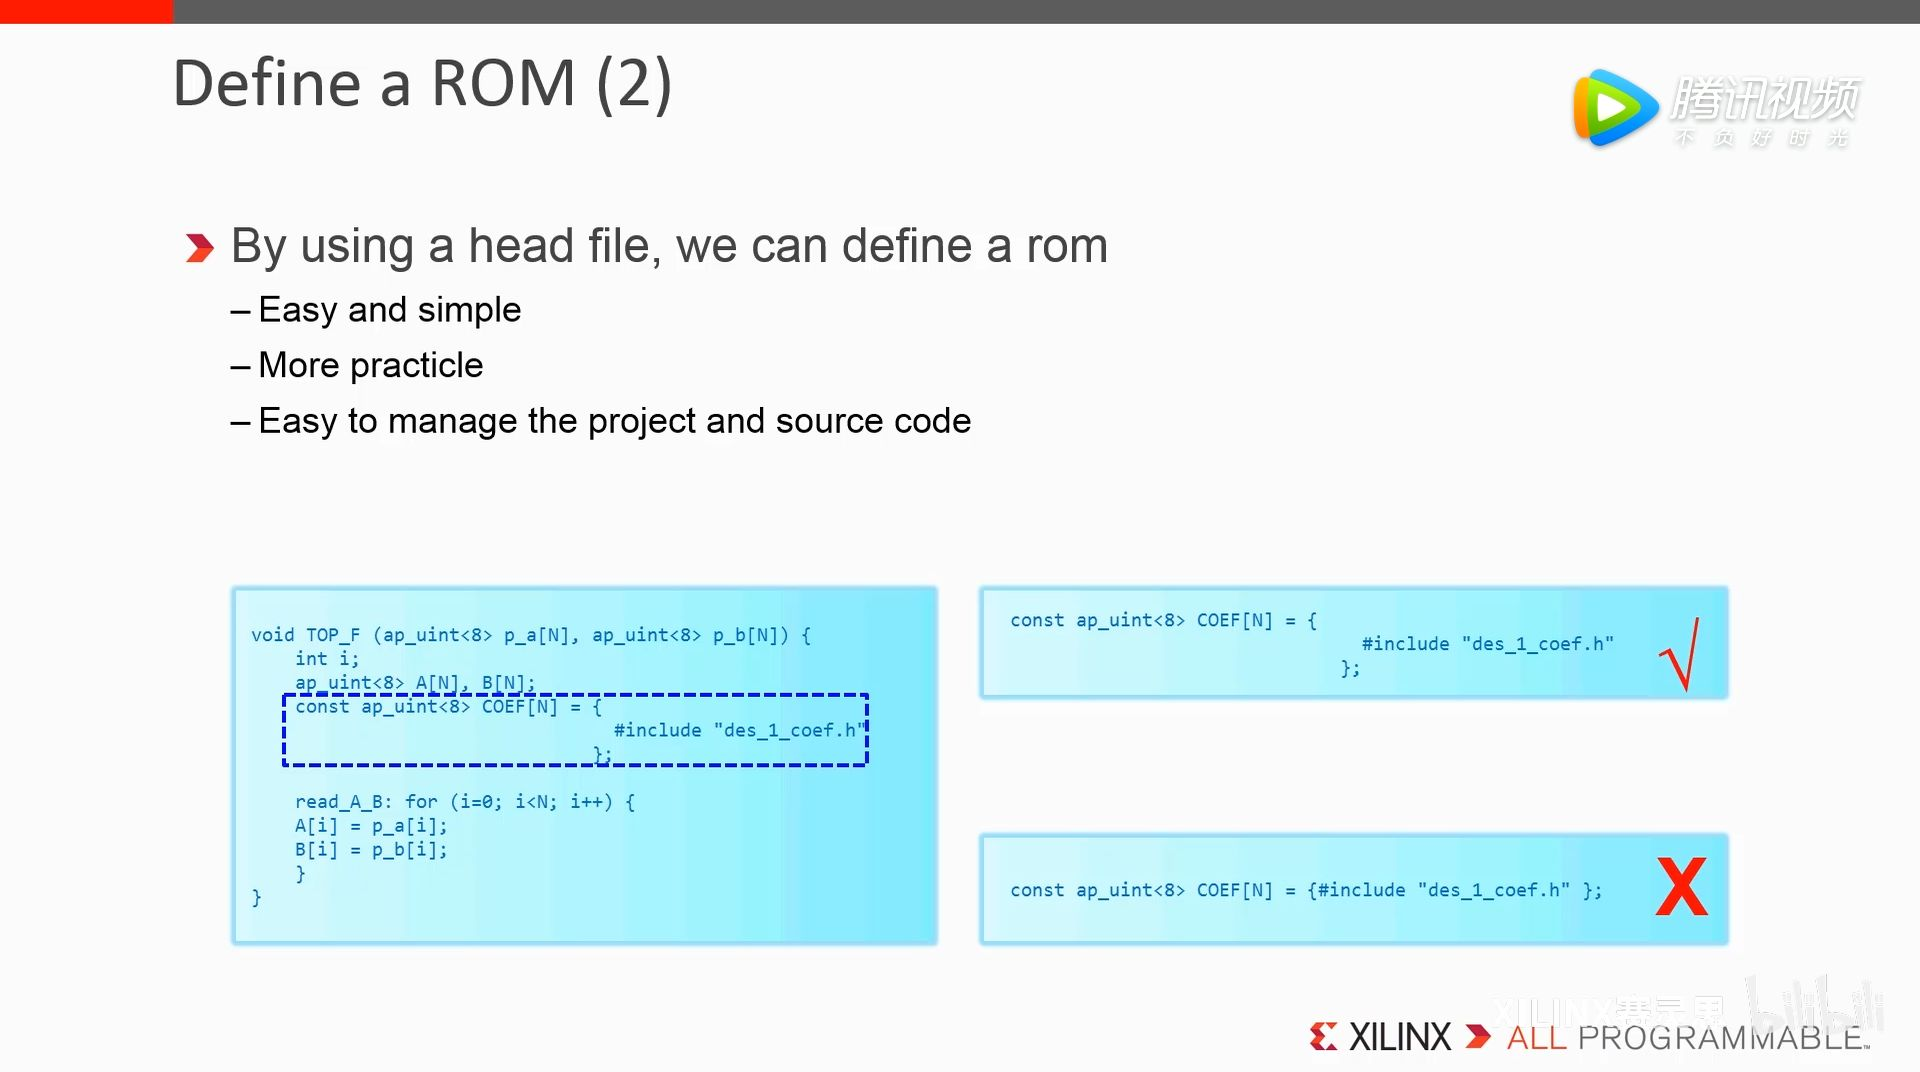 Define a ROM (2)
腾讯视频
不负好时光
By using a head file, we can define a rom
– Easy and simple
– More practicle
– Easy to manage the project and source code
void TOP_F (ap_uint<8> p_a[N], ap_uint<8> p_b[N]) {
int i;
ap_uint<8> A[N], B[N];
const ap_uint<8> COEF[N] = {
#include "des_1_coef.h"
};
read_A_B: for (i=0; i<N; i++) {
A[i] = p_a[i];
B[i] = p_b[i];
}
}
const ap_uint<8> COEF[N] = {
#include "des_1_coef.h"
};
√
const ap_uint<8> COEF[N] = {#include "des_1_coef.h" };
X
XILINX赛灵思
bilibili
XILINX ALL PROGRAMMABLE™